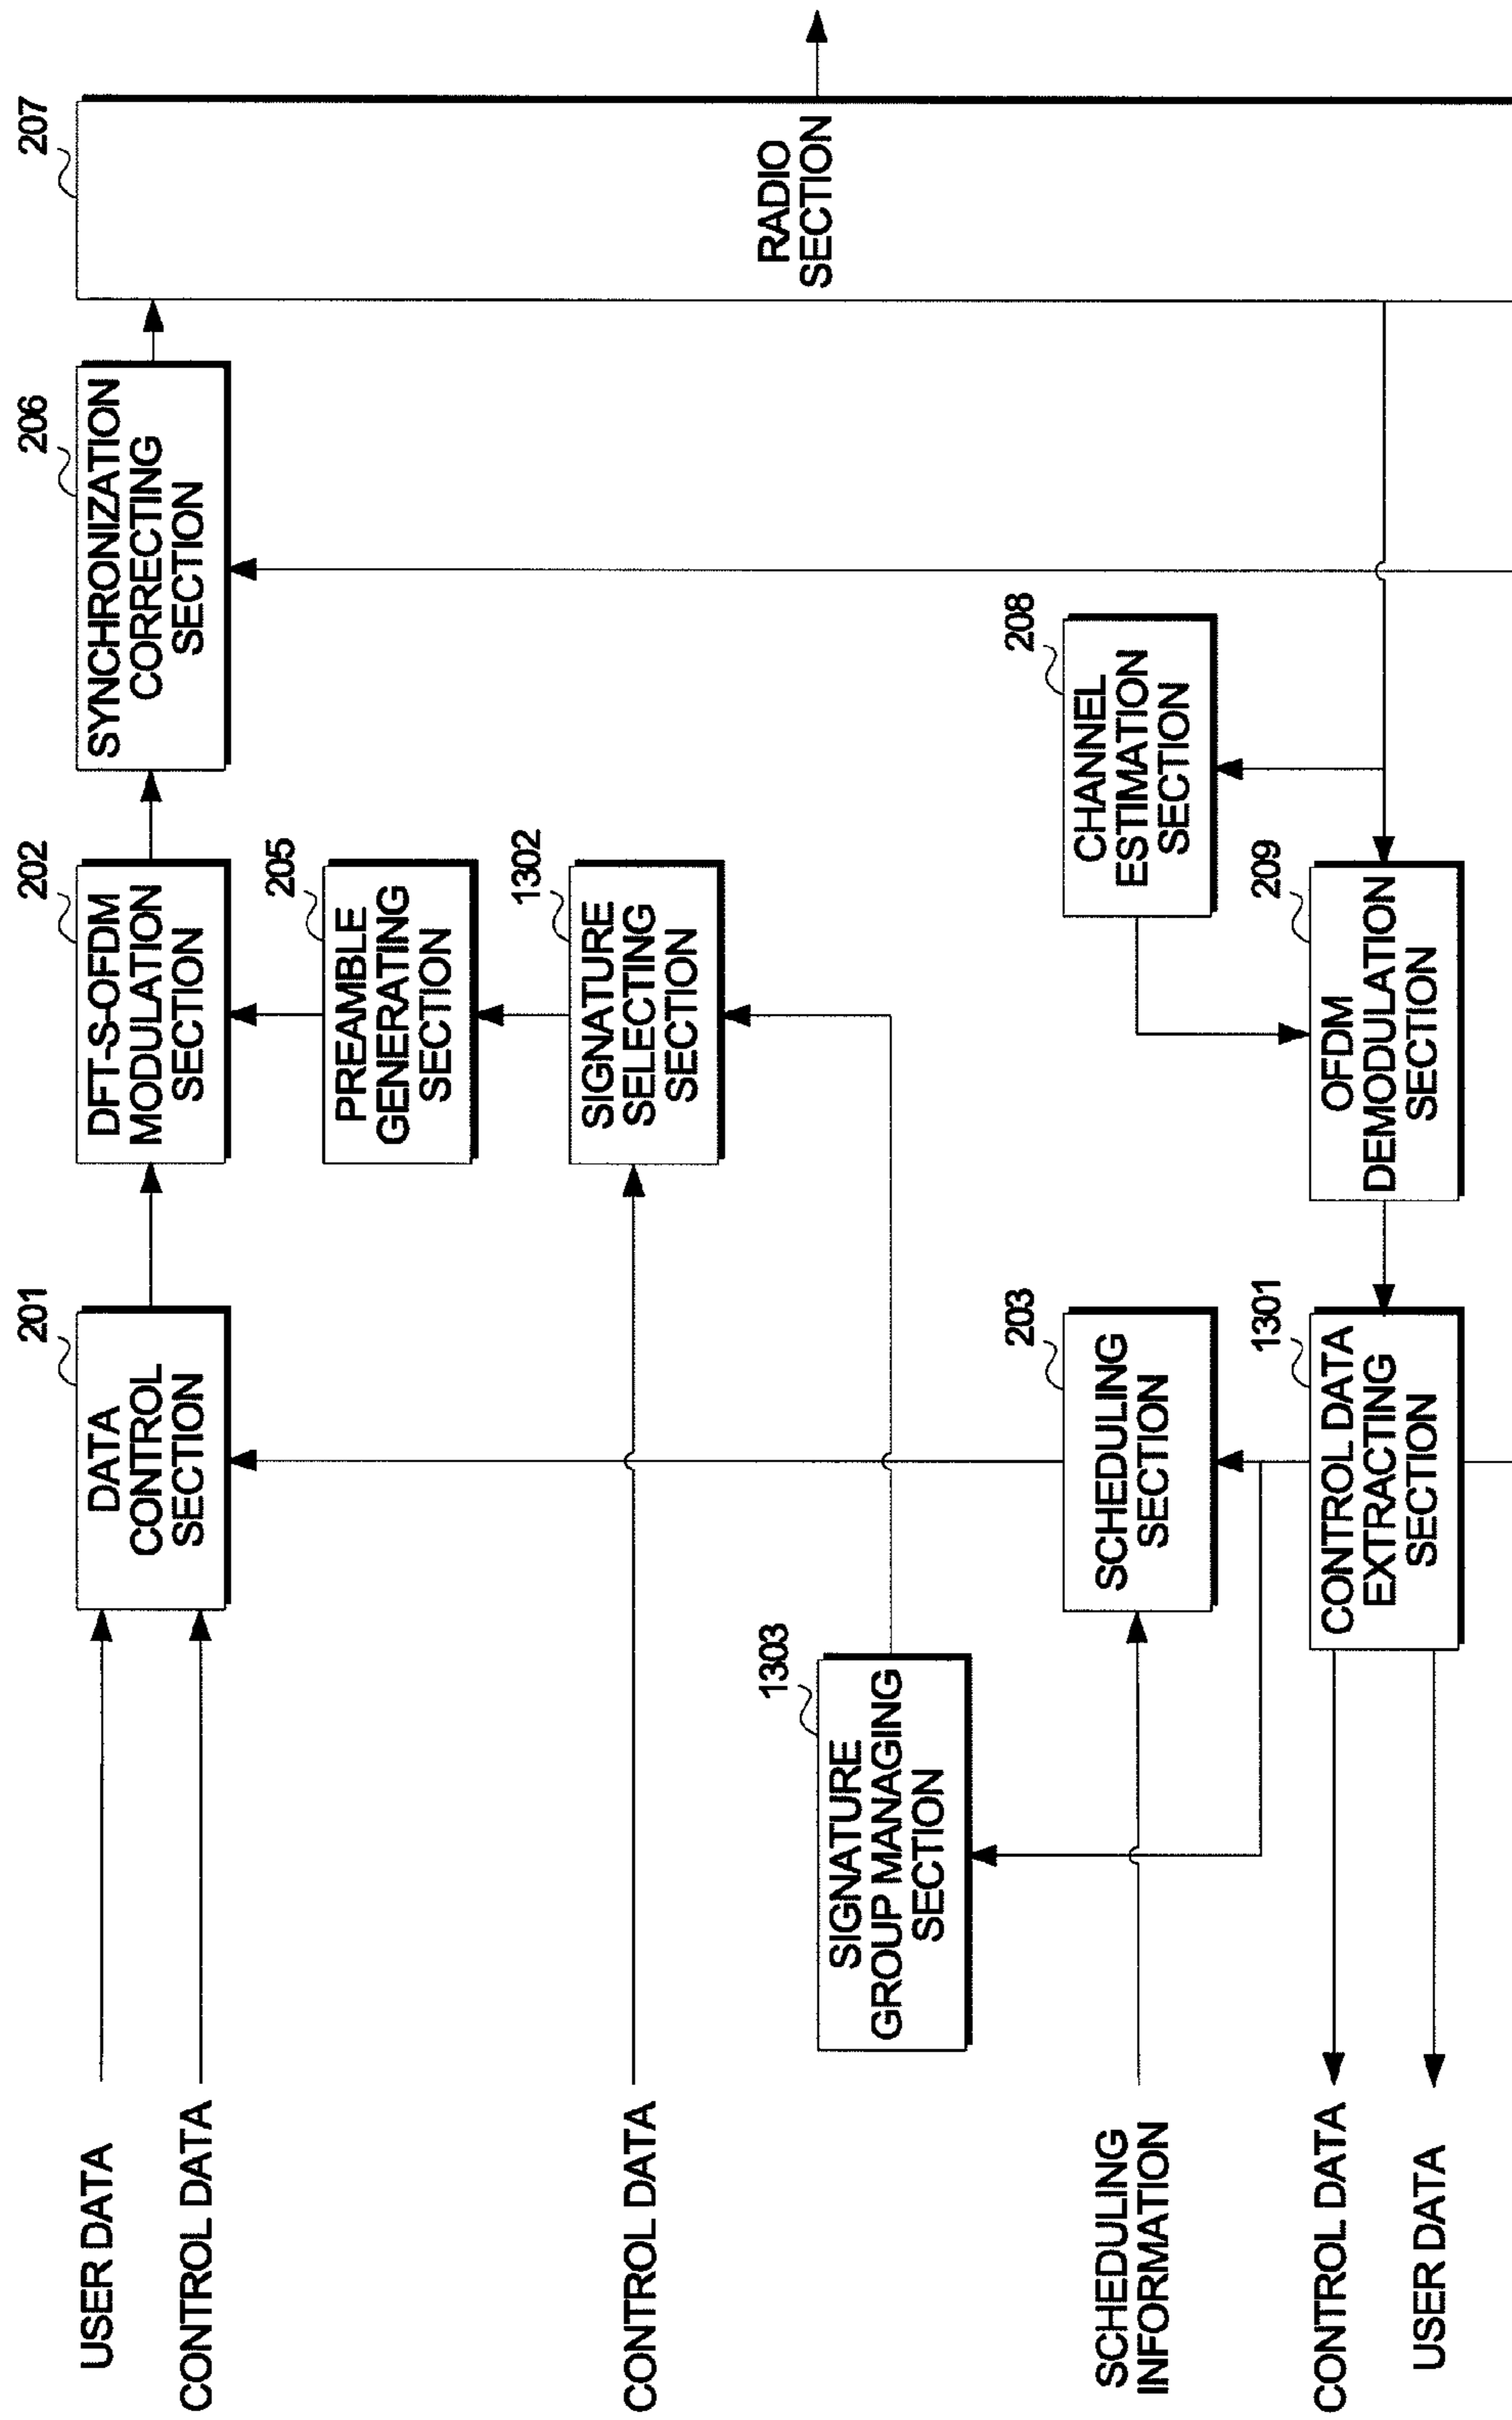 USER DATA
CONTROL DATA
201
DATA
CONTROL
SECTION
202
DFT-S-OFDM
MODULATION
SECTION
206
SYNCHRONIZATION
CORRECTING
SECTION
207
RADIO
SECTION
205
PREAMBLE
GENERATING
SECTION
CONTROL DATA
1302
SIGNATURE
SELECTING
SECTION
1303
SIGNATURE
GROUP MANAGING
SECTION
SCHEDULING
INFORMATION
203
SCHEDULING
SECTION
208
CHANNEL
ESTIMATION
SECTION
CONTROL DATA
USER DATA
1301
CONTROL DATA
EXTRACTING
SECTION
209
OFDM
DEMODULATION
SECTION